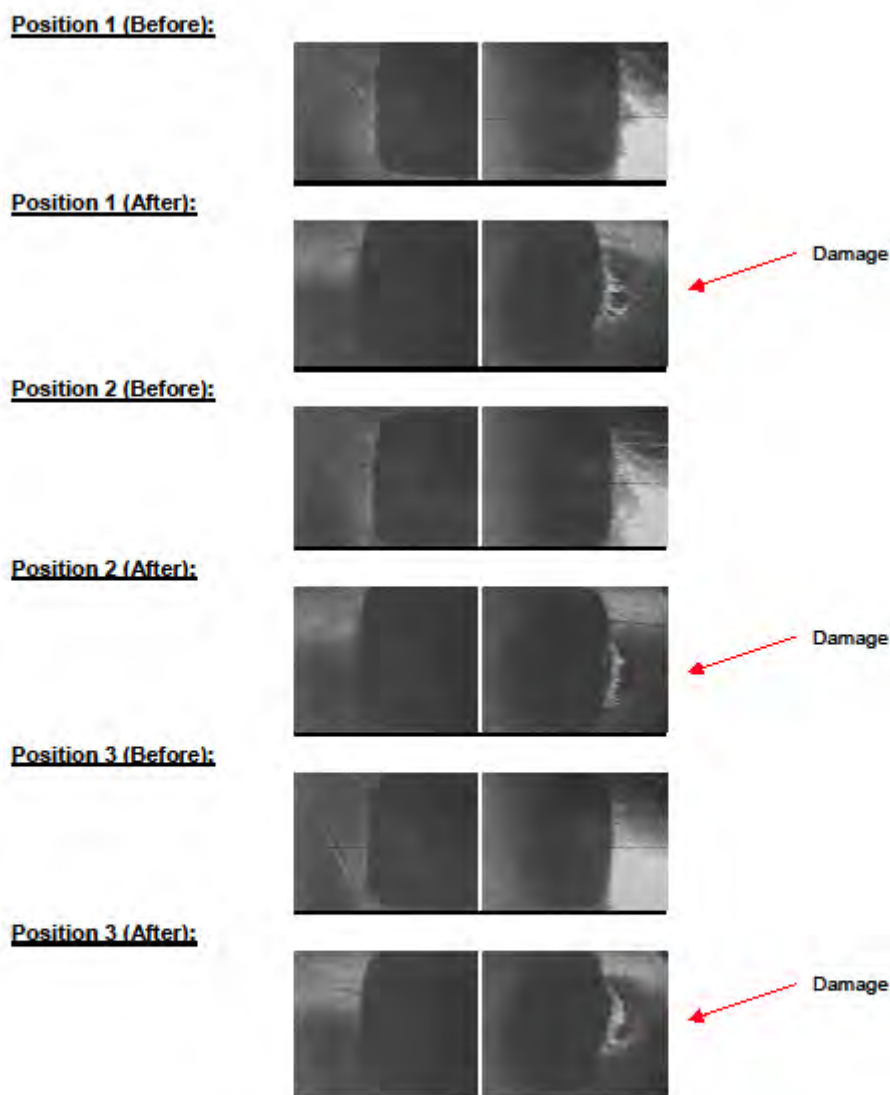 Position 1 (Before):
Position 1 (After):
Damage
Position 2 (Before):
Position 2 (After):
Damage
Position 3 (Before):
Position 3 (After):
Damage